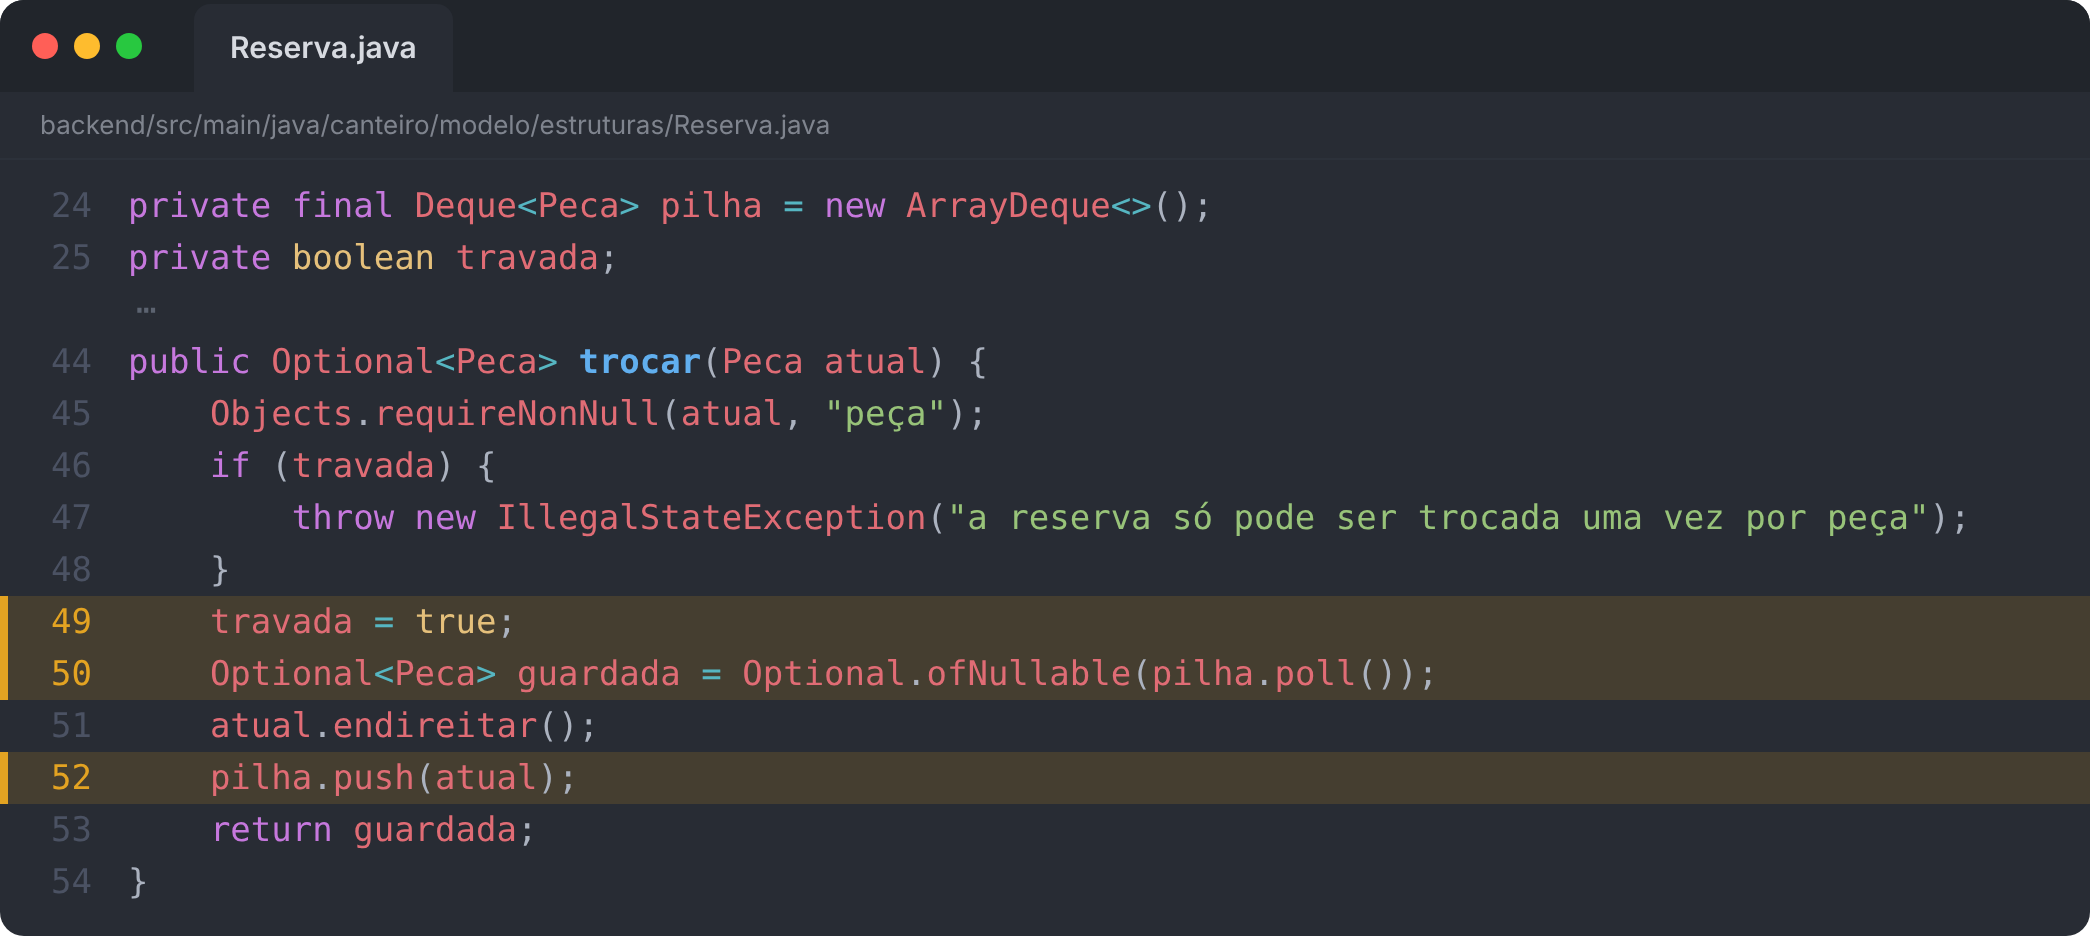 Reserva.java
backend/src/main/java/canteiro/modelo/estruturas/Reserva.java
24 private final Deque<Peca> pilha = new ArrayDeque<>();
25 private boolean travada;
…
44 public Optional<Peca> trocar(Peca atual) {
45     Objects.requireNonNull(atual, "peça");
46     if (travada) {
47         throw new IllegalStateException("a reserva só pode ser trocada uma vez por peça");
48     }
49     travada = true;
50     Optional<Peca> guardada = Optional.ofNullable(pilha.poll());
51     atual.endireitar();
52     pilha.push(atual);
53     return guardada;
54 }